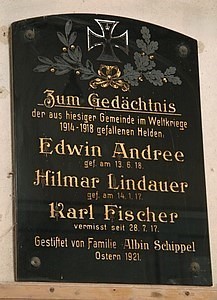 Zum Gedächtnis
der aus hiesiger Gemeinde im Weltkriege
1914-1918 gefallenen Helden.
Edwin Andree
gef. am 13.6.18.
Hilmar Lindauer
gef. am 14.1.17.
Karl Fischer
vermisst seit 28.7.17.
Gestiftet von Familie Albin Schippel
Ostern 1921.